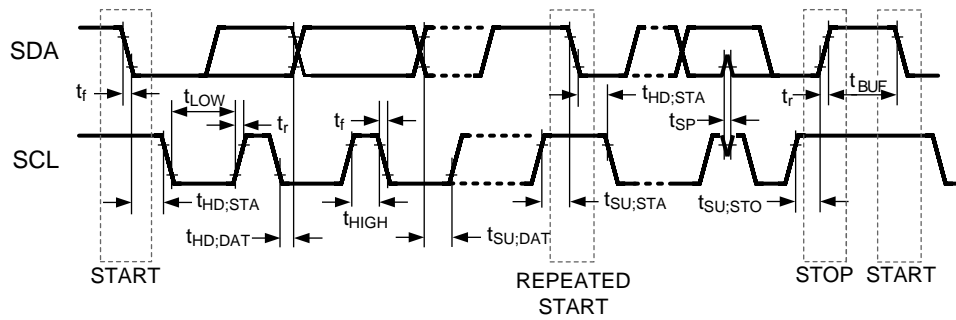 SDA
t_f
t_LOW
t_r
t_f
t_HD;STA
t_SP
t_r
t_BUF
SCL
t_HD;STA
t_HD;DAT
t_HIGH
t_SU;DAT
t_SU;STA
t_SU;STO
START
REPEATED
START
STOP
START